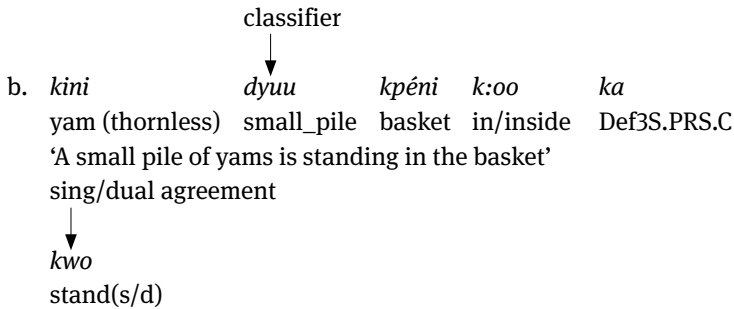 classifier
b. kini dyuu kpéni k:oo ka
yam (thornless) small_pile basket in/inside Def3S.PRS.C
‘A small pile of yams is standing in the basket’
sing/dual agreement
kwo
stand(s/d)